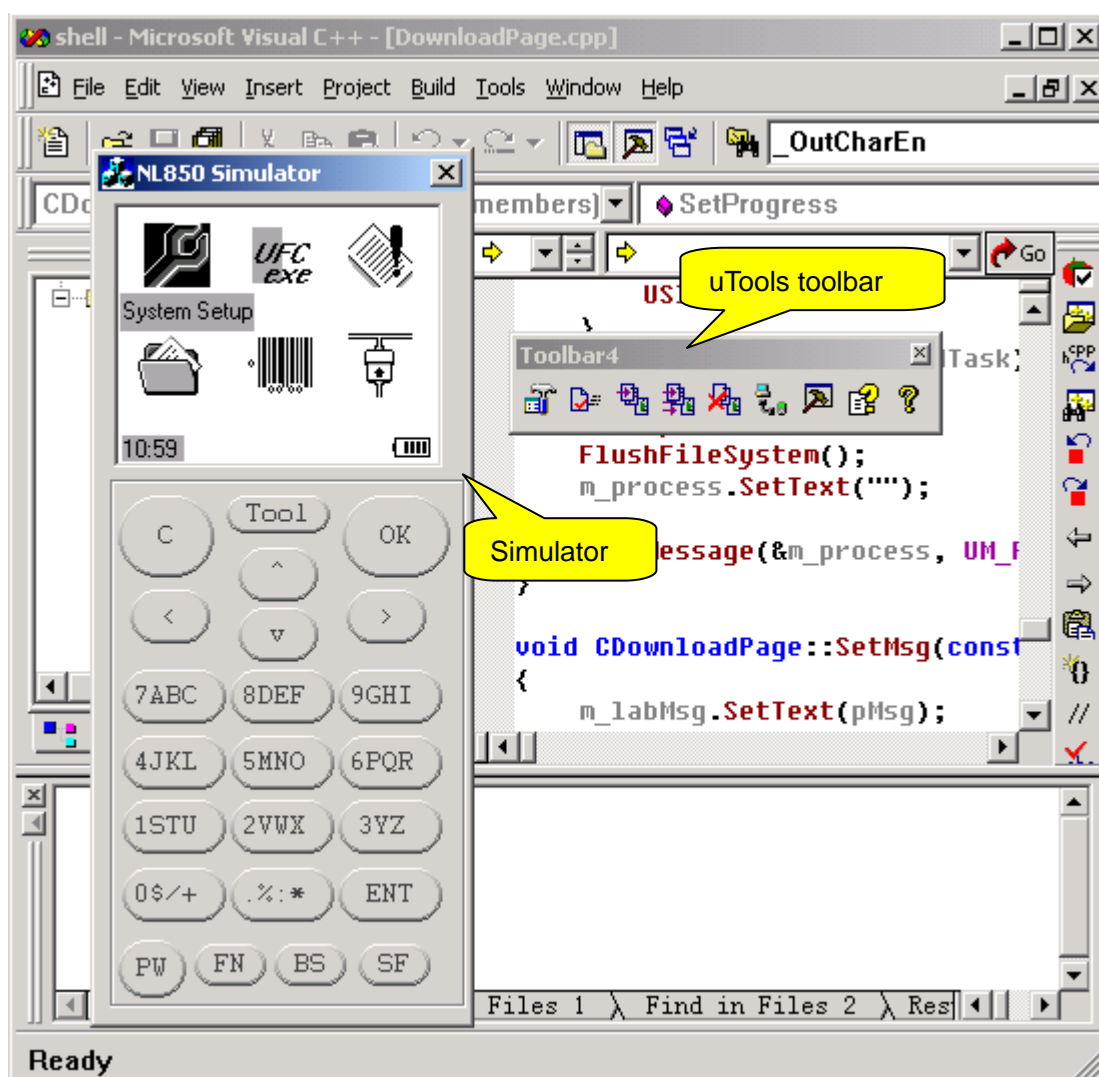 shell - Microsoft Visual C++ - [DownloadPage.cpp]
File Edit View Insert Project Build Tools Window Help
_OutCharEn
NL850 Simulator
members) SetProgress
Go
UFC
exe
System Setup
10:59
uTools toolbar
US
}
Toolbar4
Task)
FlushFileSystem();
m_process.SetText("");
Simulator
essage(&m_process, UM_
}
void CDownloadPage::SetMsg(const
{
m_labMsg.SetText(pMsg);
CPP
//
C Tool OK
^
< >
v
7ABC 8DEF 9GHI
4JKL 5MNO 6PQR
1STU 2VWX 3YZ
0$/+ .%:* ENT
PW FN BS SF
Files 1 Find in Files 2 Res
Ready